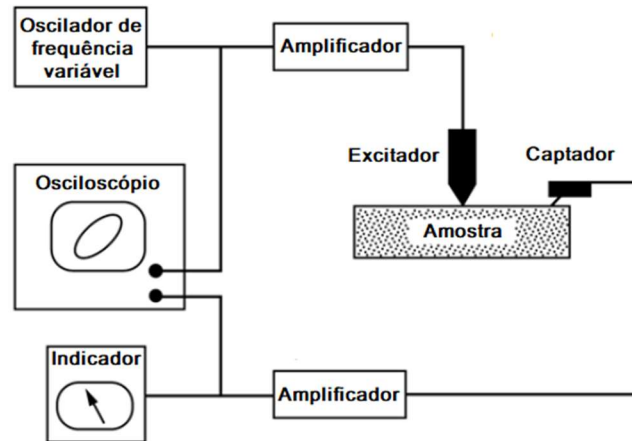 Oscilador de
frequência
variável
Amplificador
Excitador
Captador
Osciloscópio
Amostra
Indicador
Amplificador